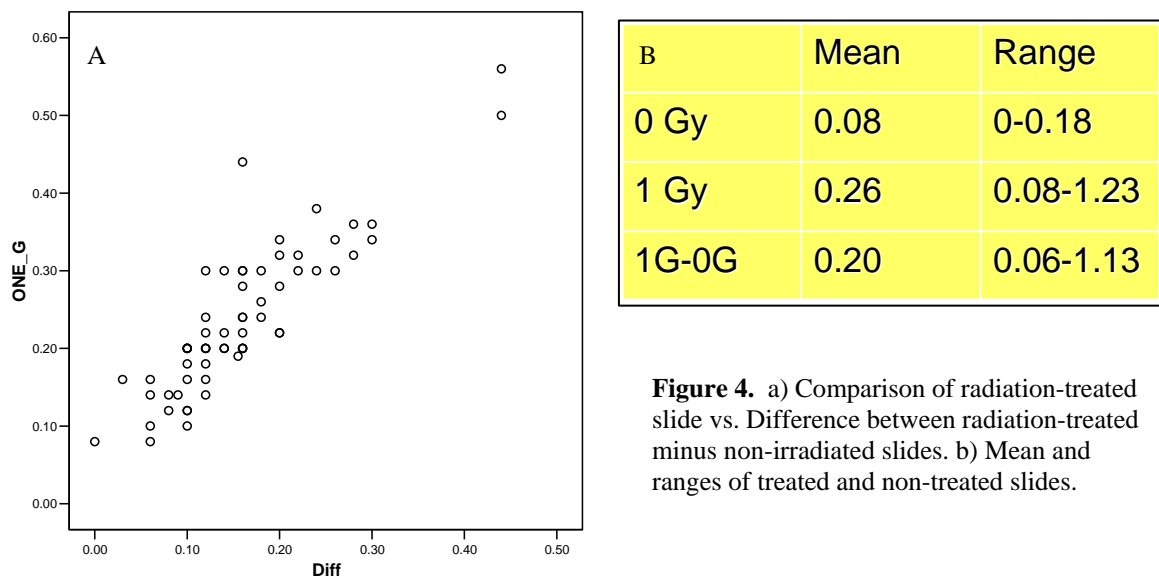 A
0.60
0.50
0.40
0.30
0.20
0.10
0.00
ONE_G
0.00 0.10 0.20 0.30 0.40 0.50
Diff
B Mean Range
0 Gy 0.08 0-0.18
1 Gy 0.26 0.08-1.23
1G-0G 0.20 0.06-1.13
Figure 4. a) Comparison of radiation-treated
slide vs. Difference between radiation-treated
minus non-irradiated slides. b) Mean and
ranges of treated and non-treated slides.